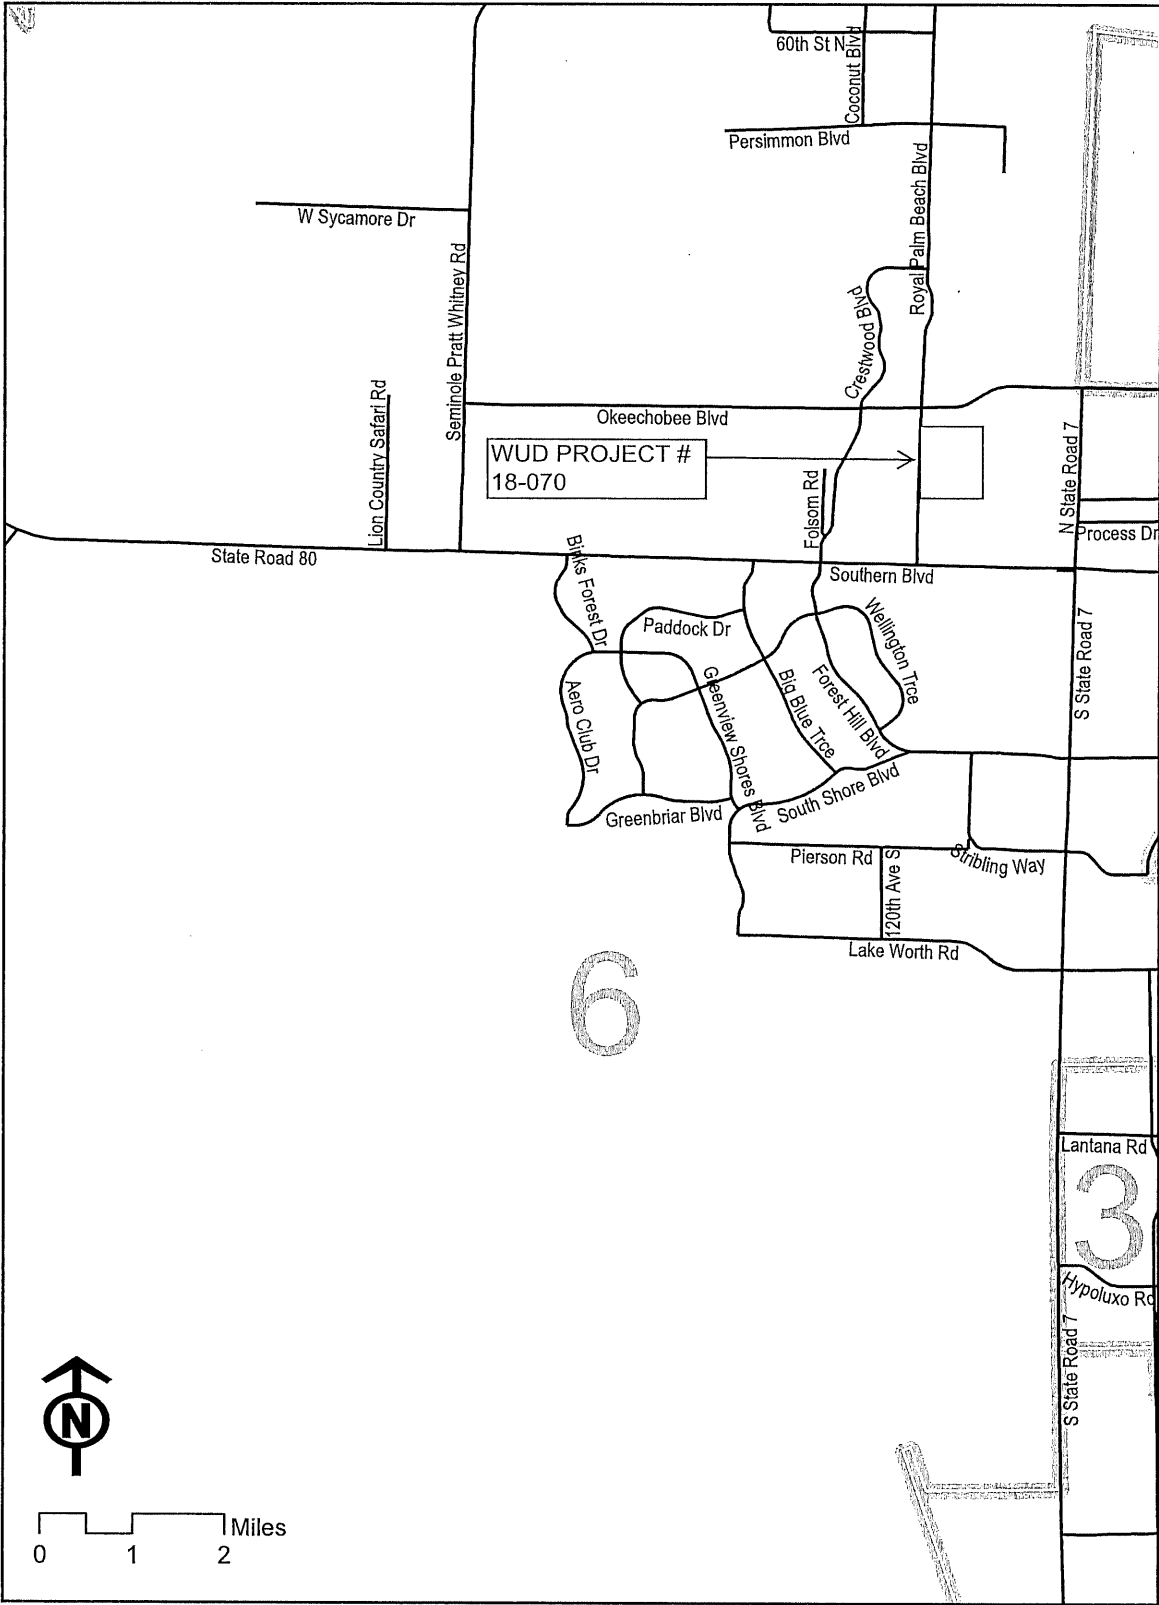 60th St N
Coconut Blvd
Persimmon Blvd
Royal Palm Beach Blvd
W Sycamore Dr
Seminole Pratt Whitney Rd
Crestwood Blvd
Lion Country Safari Rd
Okeechobee Blvd
WUD PROJECT #
18-070
Folsom Rd
N State Road 7
Process Dr
State Road 80
Southern Blvd
Binks Forest Dr
Paddock Dr
Wellington Trce
S State Road 7
Aero Club Dr
Greenview Shores Blvd
Big Blue Trce
Forest Hill Blvd
South Shore Blvd
Greenbriar Blvd
Pierson Rd
120th Ave S
Stribling Way
Lake Worth Rd
6
Lantana Rd
3
Hypoluxo Rd
S State Road 7
N
Miles
0 1 2